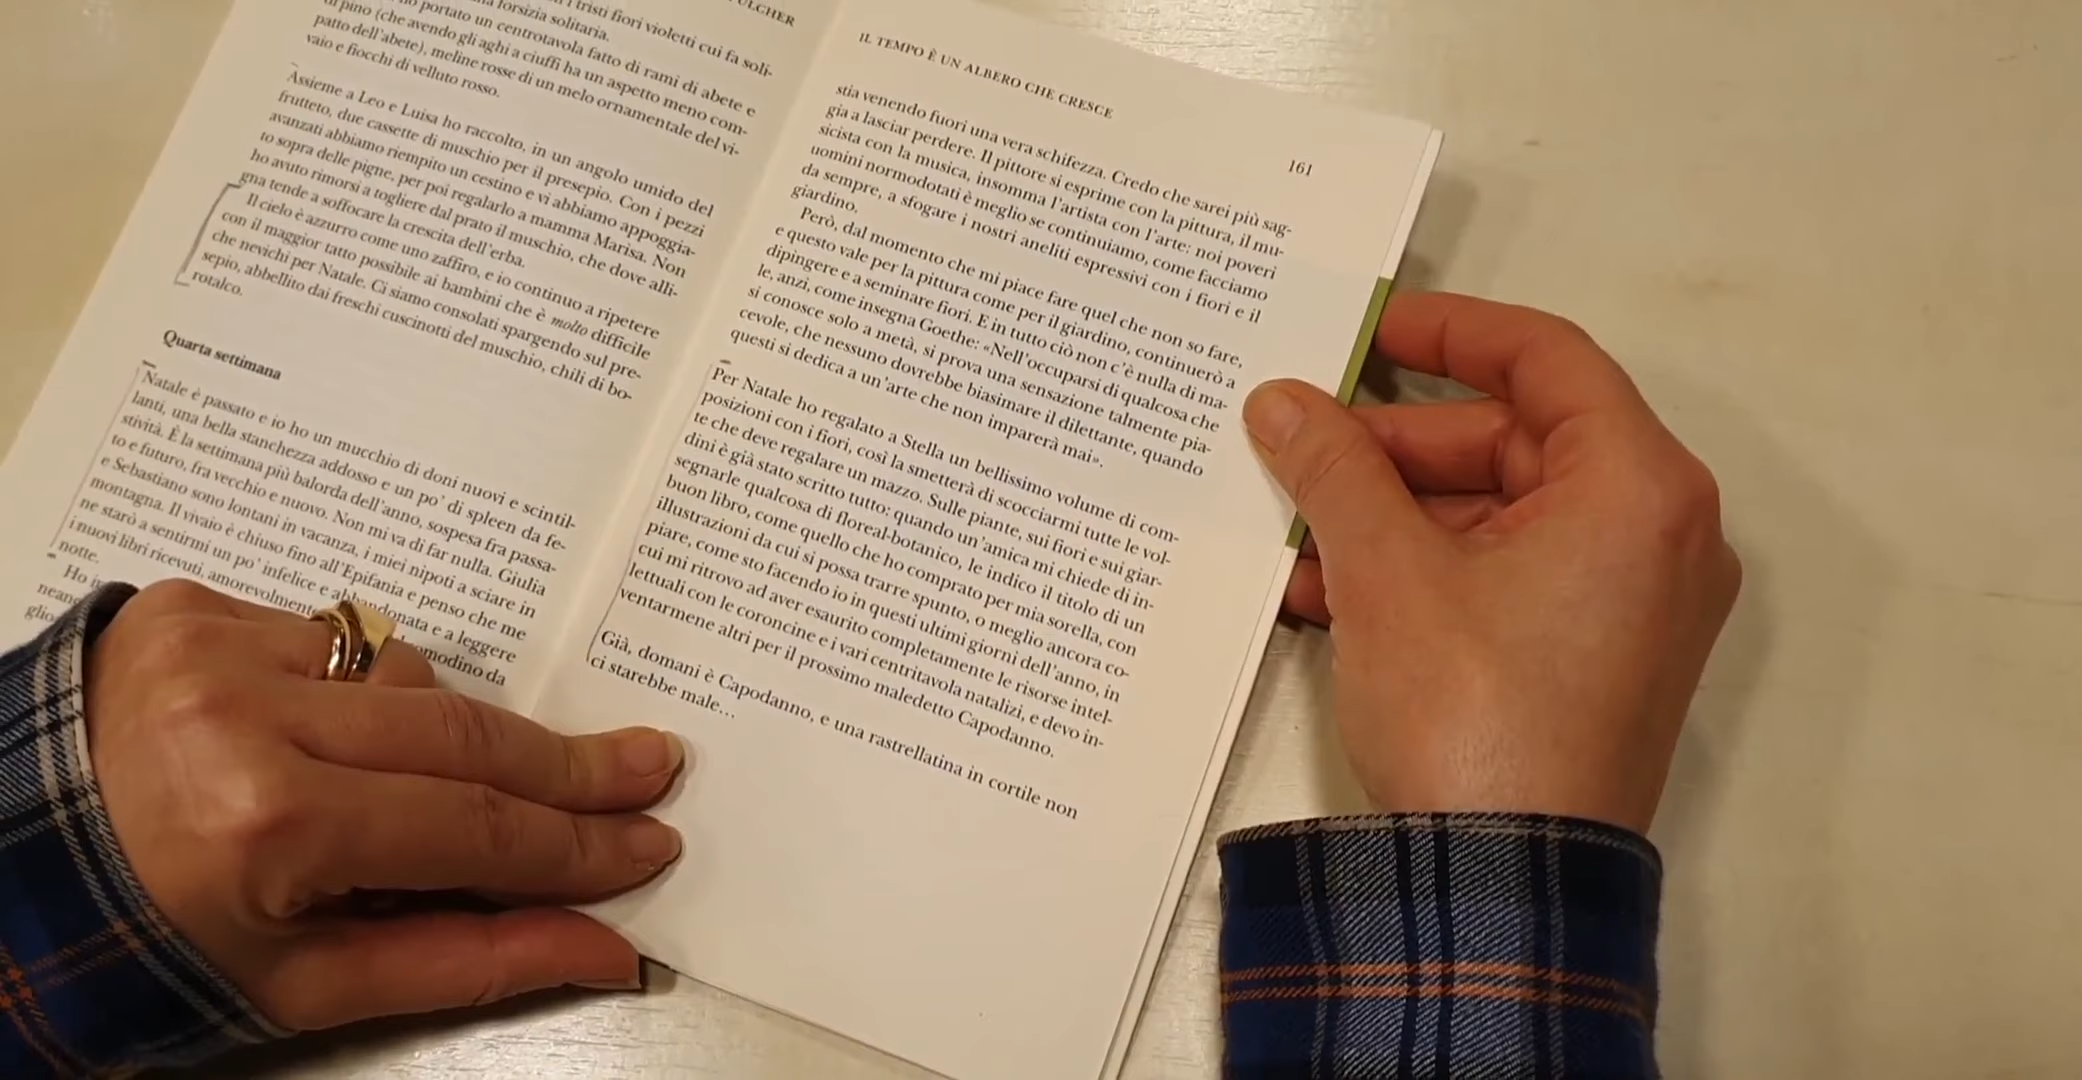 PULCHER
i tristi fiori violetti cui fa soli-
forsizia solitaria.
portato un centrotavola fatto di rami di abete e
di pino (che avendo gli aghi a ciuffi ha un aspetto meno com-
patto dell'abete), meline rosse di un melo ornamentale del vi-
vaio e fiocchi di velluto rosso.
Assieme a Leo e Luisa ho raccolto, in un angolo umido del
frutteto, due cassette di muschio per il presepio. Con i pezzi
avanzati abbiamo riempito un cestino e vi abbiamo appoggia-
to sopra delle pigne, per poi regalarlo a mamma Marisa. Non
ho avuto rimorsi a togliere dal prato il muschio, che dove alli-
gna tende a soffocare la crescita dell'erba.
Il cielo è azzurro come uno zaffiro, e io continuo a ripetere
con il maggior tatto possibile ai bambini che è molto difficile
che nevichi per Natale. Ci siamo consolati spargendo sul pre-
sepio, abbellito dai freschi cuscinotti del muschio, chili di bo-
rotalco.
Quarta settimana
Natale è passato e io ho un mucchio di doni nuovi e scintil-
lanti, una bella stanchezza addosso e un po' di spleen da fe-
stività. È la settimana più balorda dell'anno, sospesa fra passa-
to e futuro, fra vecchio e nuovo. Non mi va di far nulla. Giulia
e Sebastiano sono lontani in vacanza, i miei nipoti a sciare in
montagna. Il vivaio è chiuso fino all'Epifania e penso che me
ne starò a sentirmi un po' infelice e abbandonata e a leggere
i nuovi libri ricevuti, amorevolmente comodino da
notte.
Ho
IL TEMPO È UN ALBERO CHE CRESCE
161
stia venendo fuori una vera schifezza. Credo che sarei più sag-
gia a lasciar perdere. Il pittore si esprime con la pittura, il mu-
sicista con la musica, insomma l'artista con l'arte: noi poveri
uomini normodotati è meglio se continuiamo, come facciamo
da sempre, a sfogare i nostri aneliti espressivi con i fiori e il
giardino.
Però, dal momento che mi piace fare quel che non so fare,
e questo vale per la pittura come per il giardino, continuerò a
dipingere e a seminare fiori. E in tutto ciò non c'è nulla di ma-
le, anzi, come insegna Goethe: «Nell'occuparsi di qualcosa che
si conosce solo a metà, si prova una sensazione talmente pia-
cevole, che nessuno dovrebbe biasimare il dilettante, quando
questi si dedica a un'arte che non imparerà mai».
Per Natale ho regalato a Stella un bellissimo volume di com-
posizioni con i fiori, così la smetterà di scocciarmi tutte le vol-
te che deve regalare un mazzo. Sulle piante, sui fiori e sui giar-
dini è già stato scritto tutto: quando un'amica mi chiede di in-
segnarle qualcosa di floreal-botanico, le indico il titolo di un
buon libro, come quello che ho comprato per mia sorella, con
illustrazioni da cui si possa trarre spunto, o meglio ancora co-
piare, come sto facendo io in questi ultimi giorni dell'anno, in
cui mi ritrovo ad aver esaurito completamente le risorse intel-
lettuali con le coroncine e i vari centritavola natalizi, e devo in-
ventarmene altri per il prossimo maledetto Capodanno.
Già, domani è Capodanno, e una rastrellatina in cortile non
ci starebbe male…